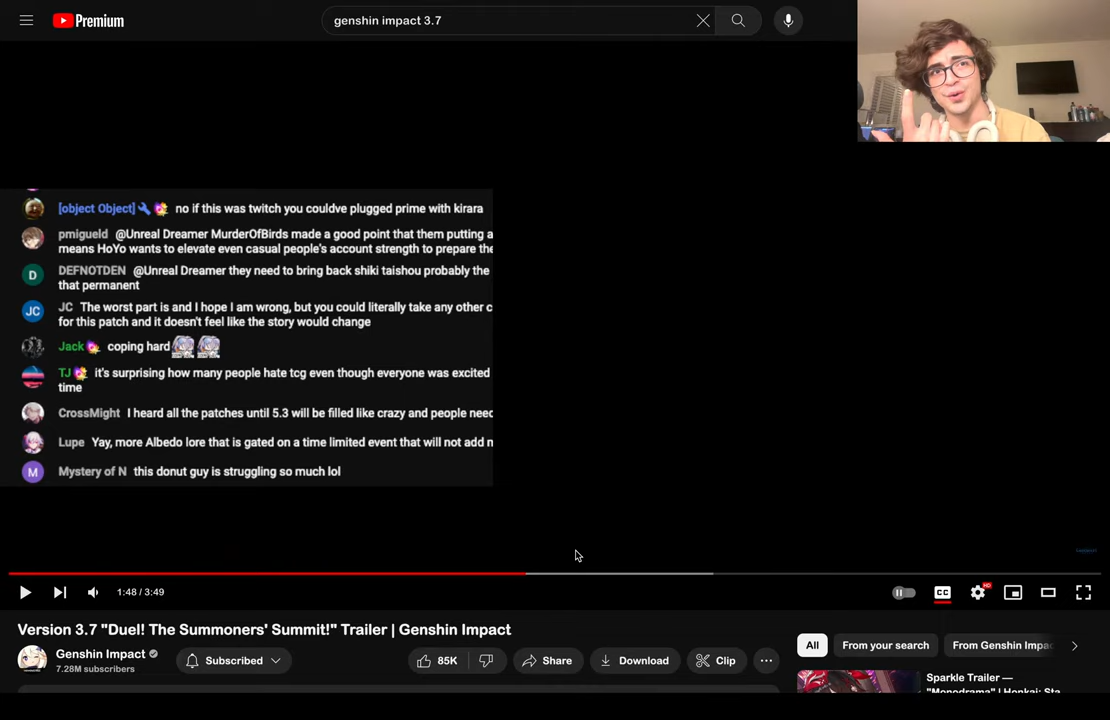 Premium
genshin impact 3.7
[object Object] no if this was twitch you couldve plugged prime with kirara
pmigueld @Unreal Dreamer MurderOfBirds made a good point that them putting a
means HoYo wants to elevate even casual people's account strength to prepare the
D
DEFNOTDEN @Unreal Dreamer they need to bring back shiki taishou probably the
that permanent
JC
JC The worst part is and I hope I am wrong, but you could literally take any other c
for this patch and it doesn't feel like the story would change
Jack coping hard
TJ it's surprising how many people hate tcg even though everyone was excited
time
CrossMight I heard all the patches until 5.3 will be filled like crazy and people need
Lupe Yay, more Albedo lore that is gated on a time limited event that will not add n
M
Mystery of N this donut guy is struggling so much lol
1:48 / 3:49
CC
HD
Version 3.7 "Duel! The Summoners' Summit!" Trailer | Genshin Impact
Genshin Impact
7.28M subscribers
Subscribed
85K
Share
Download
Clip
All
From your search
From Genshin Impac
Sparkle Trailer —
"Monodrama" | Honkai: Sta